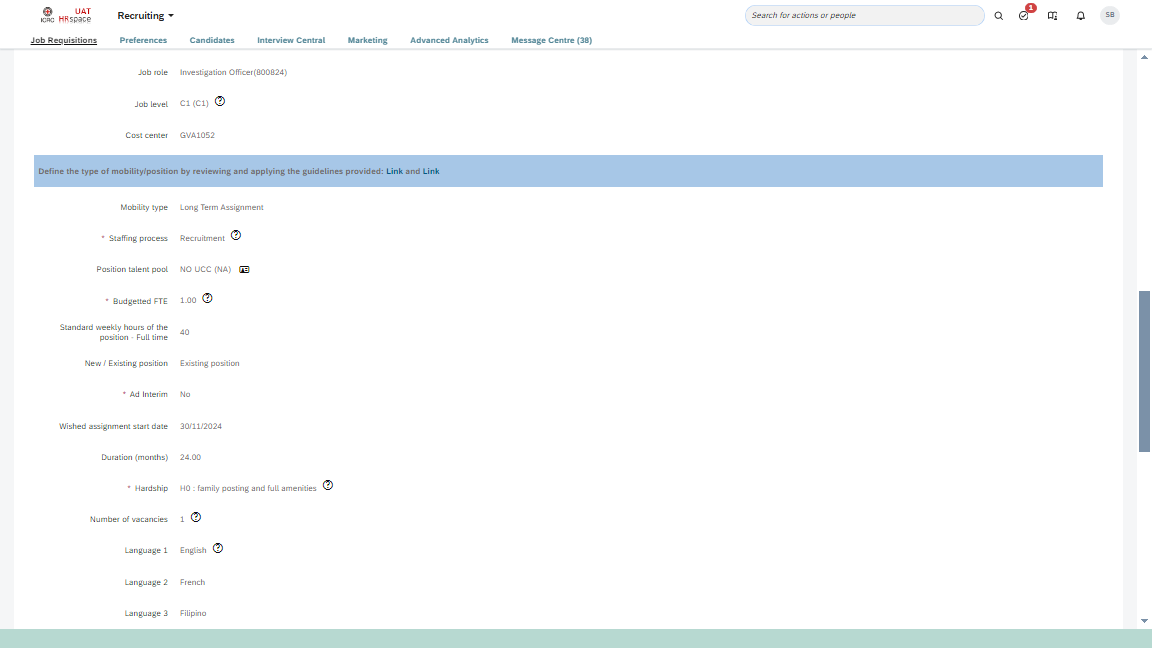 ICRC
UAT
HRspace
Recruiting
Search for actions or people
1
SB
Job Requisitions
Preferences
Candidates
Interview Central
Marketing
Advanced Analytics
Message Centre (38)
Job role Investigation Officer(800824)
Job level C1 (C1)
Cost center GVA1052
Define the type of mobility/position by reviewing and applying the guidelines provided: Link and Link
Mobility type Long Term Assignment
* Staffing process Recruitment
Position talent pool NO UCC (NA)
* Budgetted FTE 1.00
Standard weekly hours of the
position - Full time 40
New / Existing position Existing position
* Ad Interim No
Wished assignment start date 30/11/2024
Duration (months) 24.00
* Hardship H0 : family posting and full amenities
Number of vacancies 1
Language 1 English
Language 2 French
Language 3 Filipino